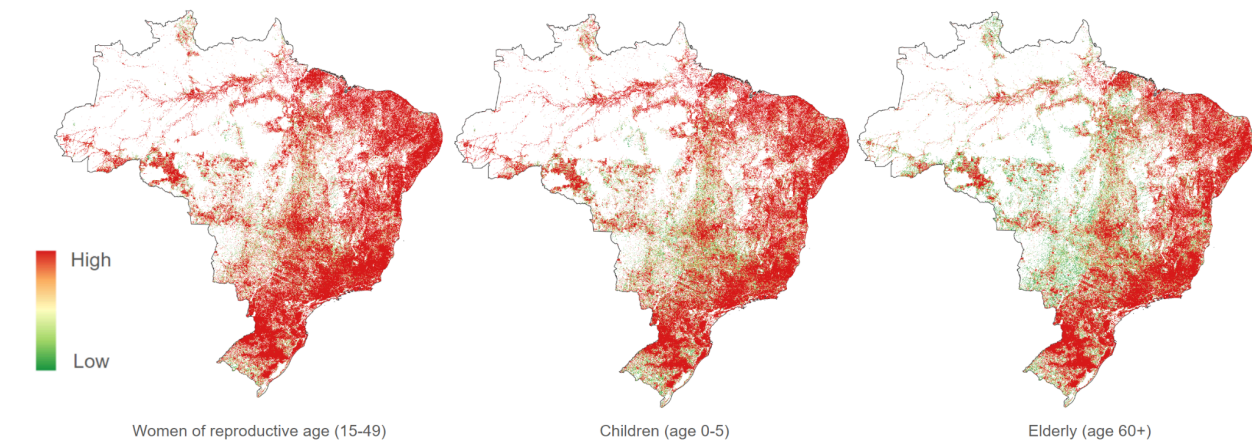 High
Low
Women of reproductive age (15-49)
Children (age 0-5)
Elderly (age 60+)